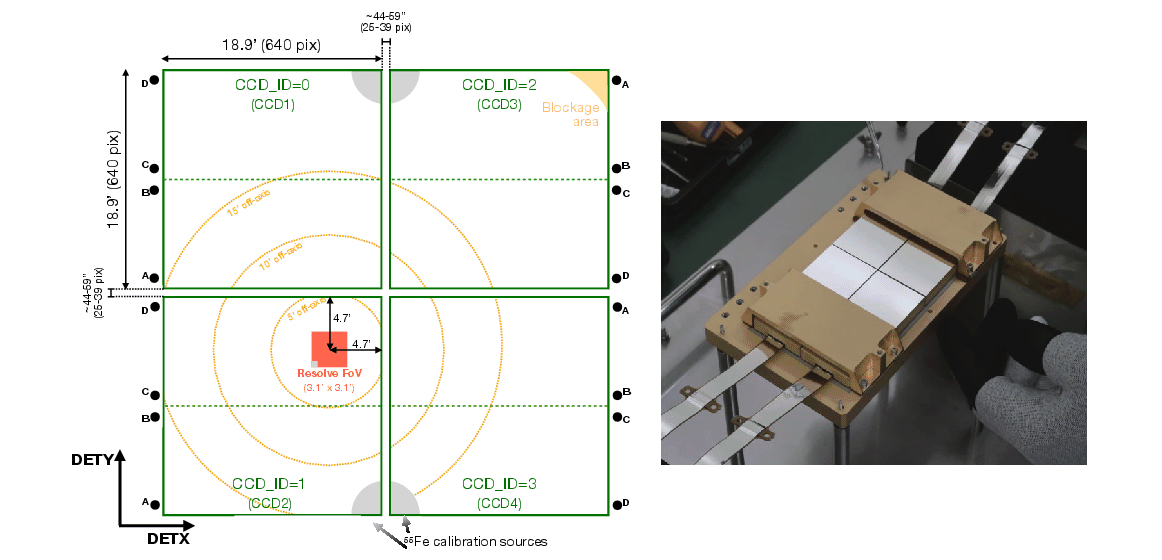 ~44-59"
(25-39 pix)
18.9' (640 pix)
D
CCD_ID=0
(CCD1)
CCD_ID=2
(CCD3)
A
Blockage
area
18.9' (640 pix)
C
B
B
C
15' off-axis
10' off-axis
A
D
~44-59"
(25-39 pix)
D
A
5' off-axis
4.7'
4.7'
Resolve FoV
(3.1' x 3.1')
C
B
B
C
DETY
CCD_ID=1
(CCD2)
CCD_ID=3
(CCD4)
A
D
DETX
55Fe calibration sources